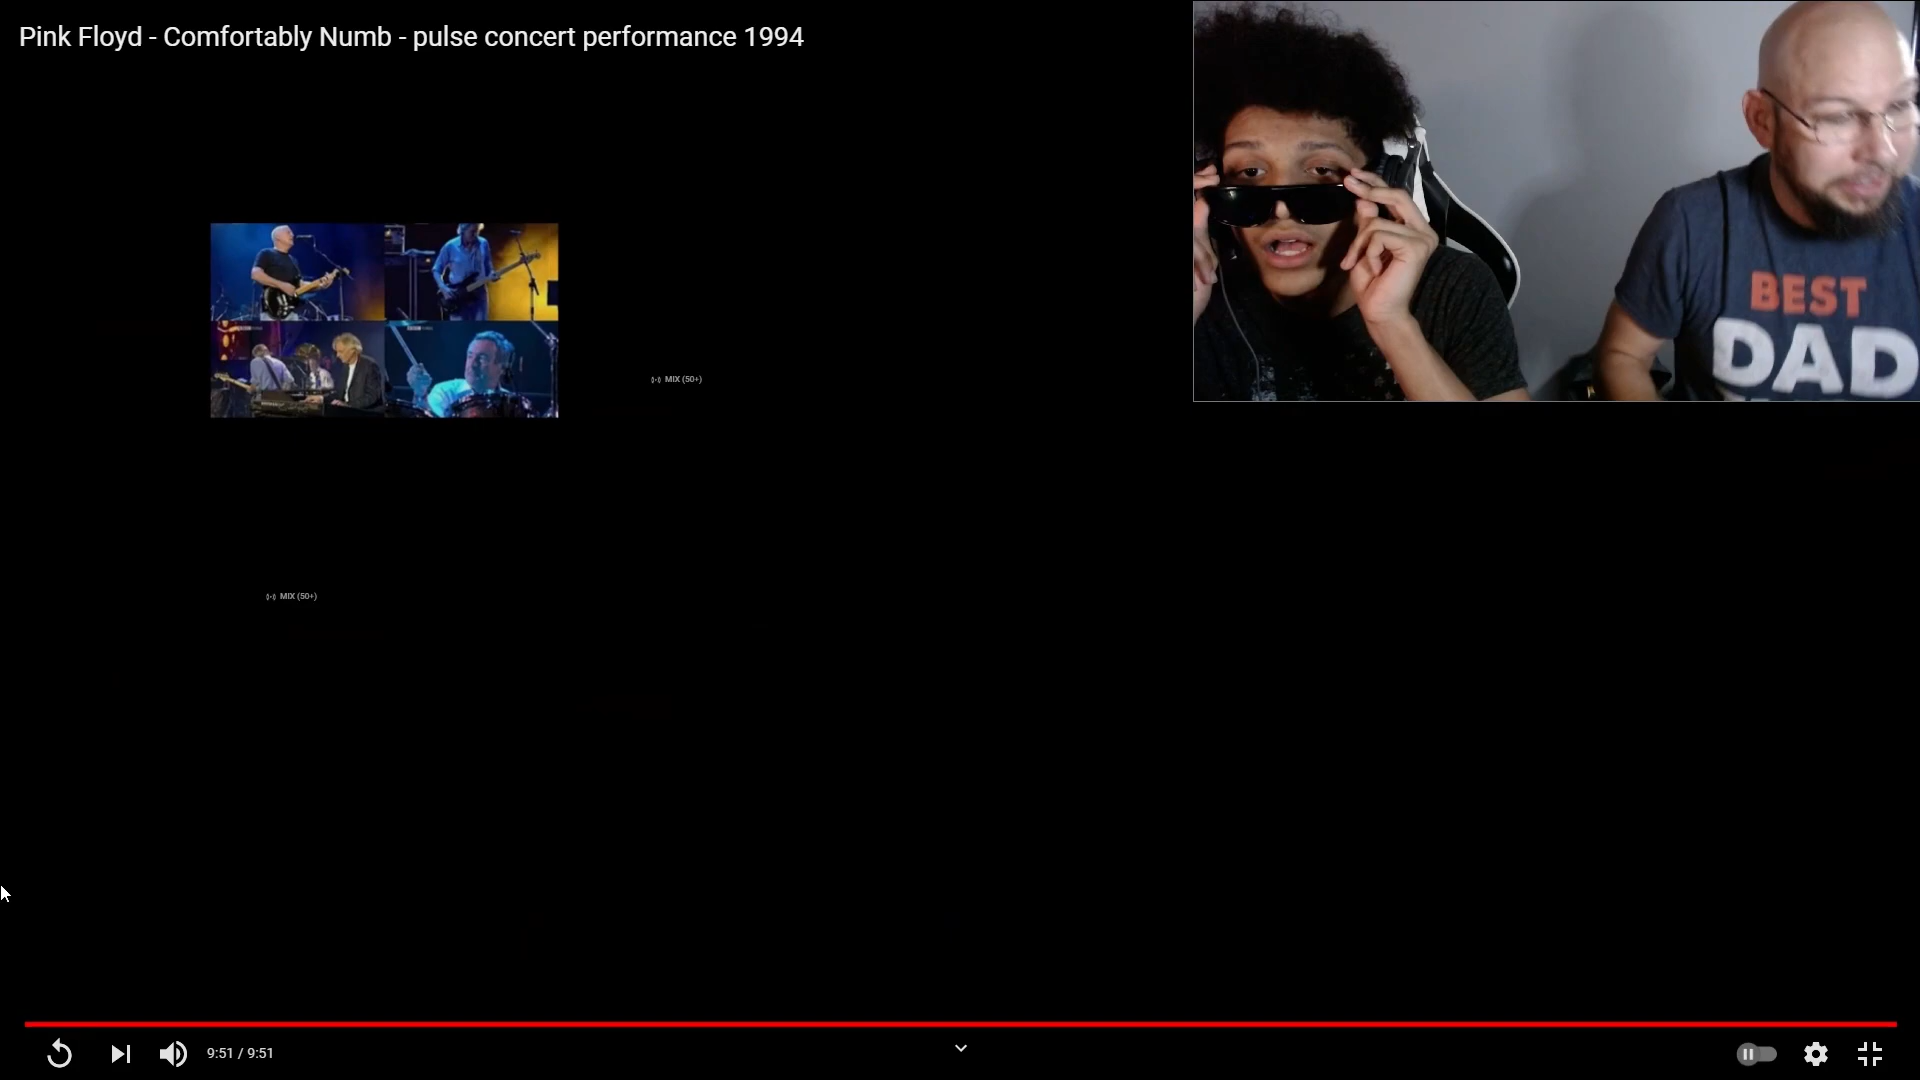 Pink Floyd - Comfortably Numb - pulse concert performance 1994
BEST
DAD
MIX (50+)
MIX (50+)
9:51 / 9:51